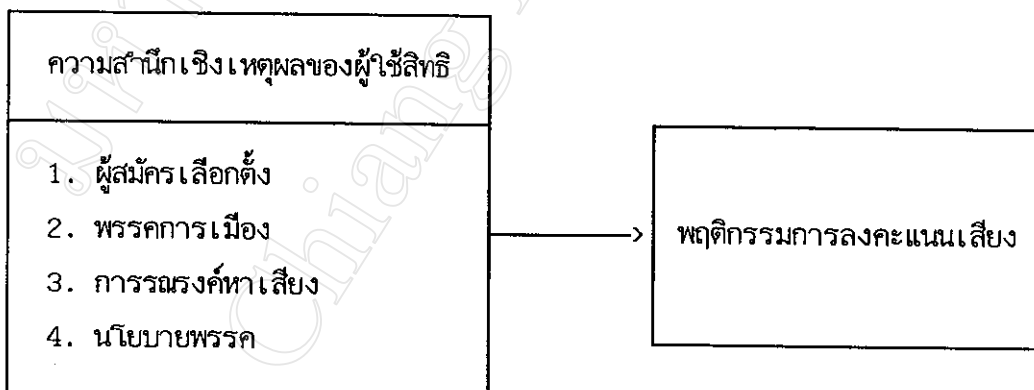 ความสำนึกเชิงเหตุผลของผู้ใช้สิทธิ
1. ผู้สมัครเลือกตั้ง
2. พรรคการเมือง
3. การรณรงค์หาเสียง
4. นโยบายพรรค
พฤติกรรมการลงคะแนนเสียง
Chiang